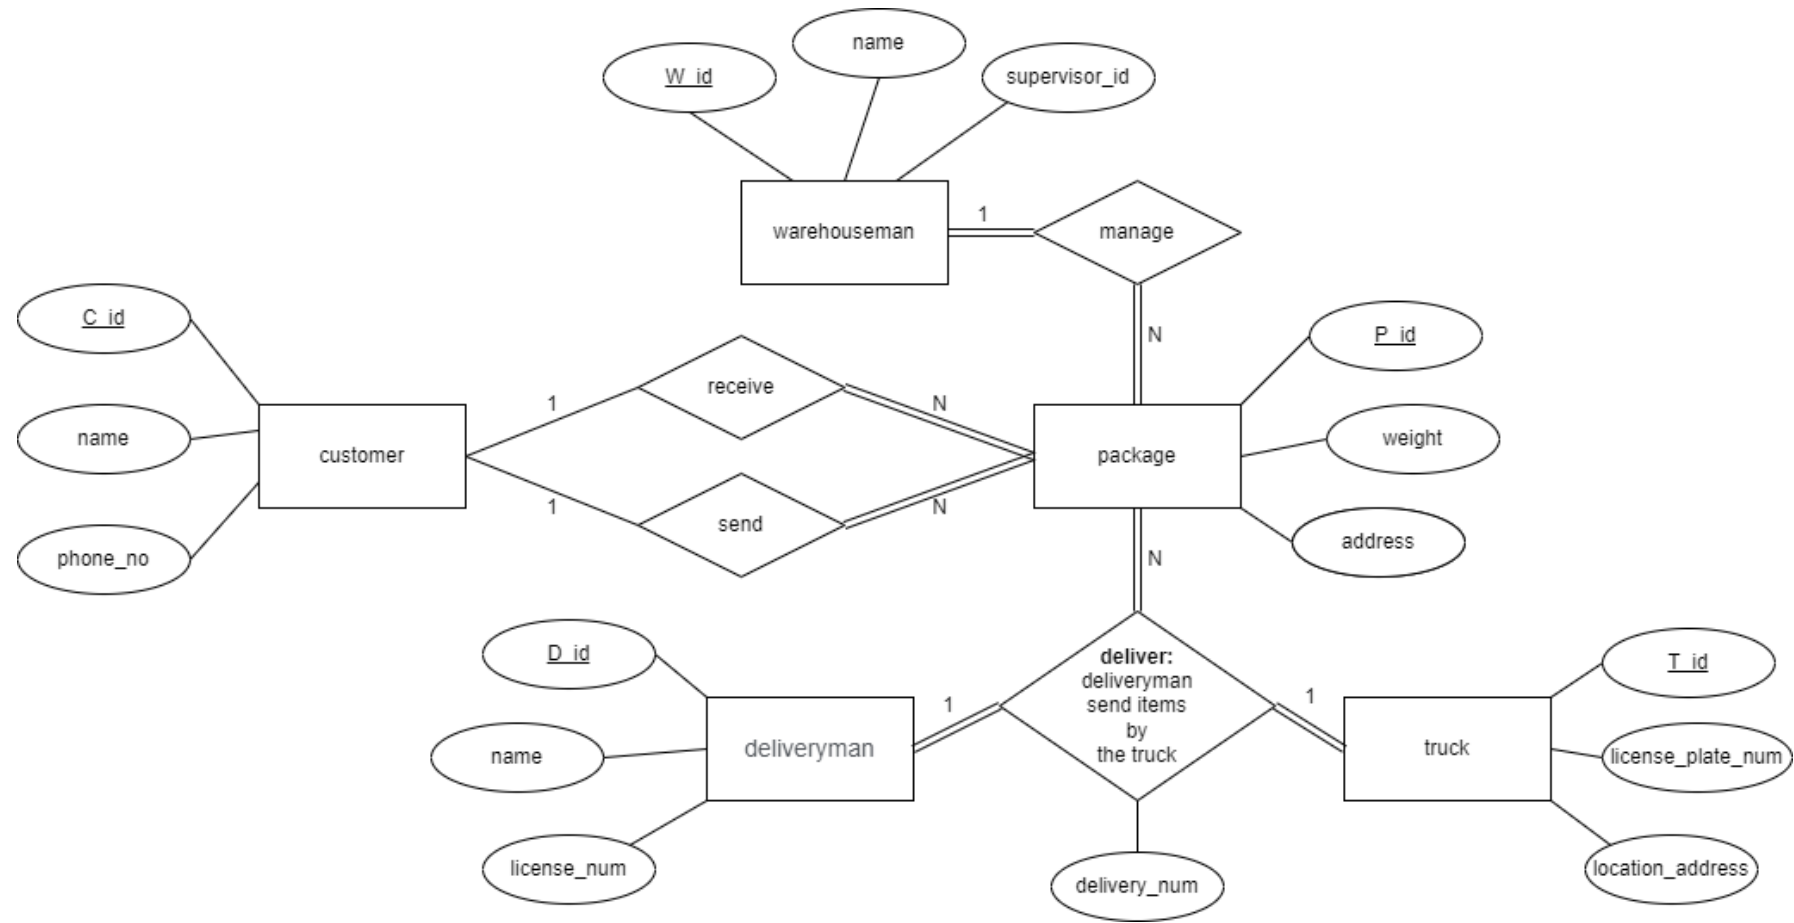 name
W_id
supervisor_id
warehouseman
1
manage
N
C_id
P_id
receive
1
N
name
customer
package
weight
phone_no
1
send
N
address
N
D_id
deliver:
deliveryman
send items
by
the truck
T_id
1
1
name
deliveryman
truck
license_plate_num
license_num
delivery_num
location_address